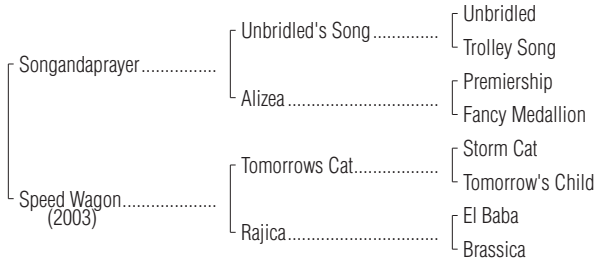 Unbridled
Unbridled's Song..............
Trolley Song
Songandaprayer................
Premiership
Alizea................................
Fancy Medallion
Storm Cat
Tomorrows Cat..................
Tomorrow's Child
Speed Wagon....................
(2003)
El Baba
Rajica................................
Brassica